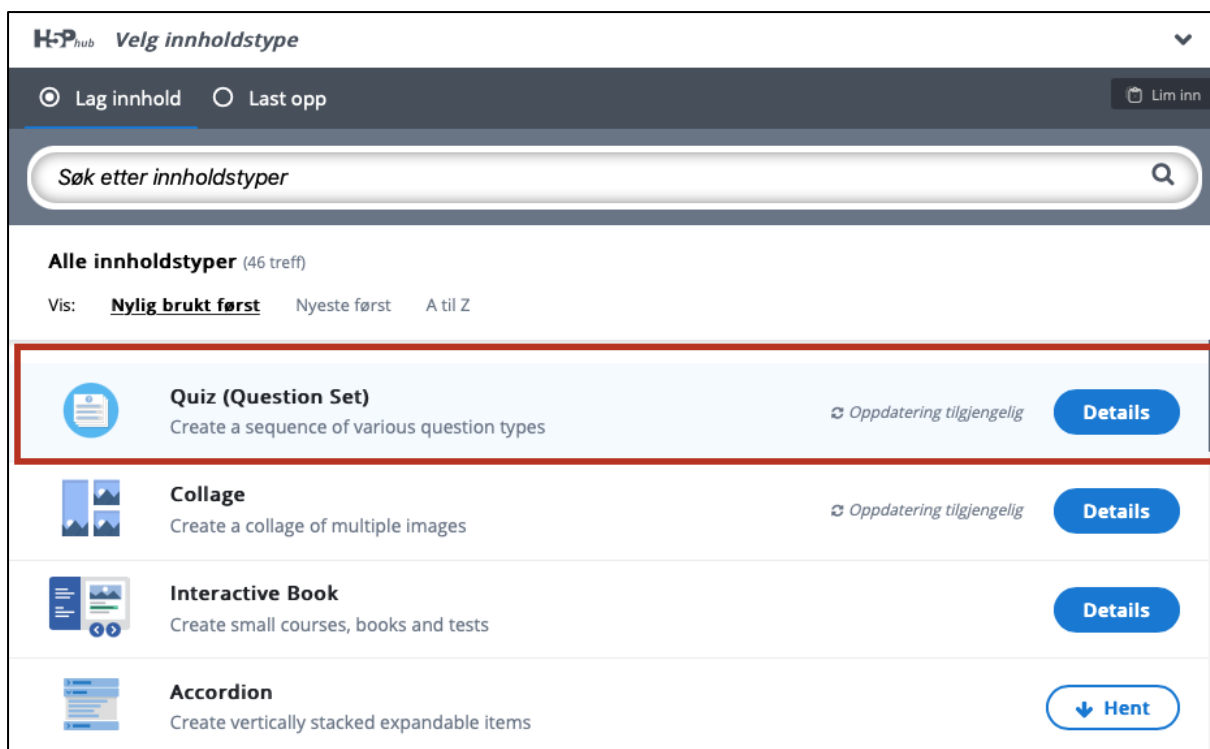 H5Phub Velg innholdstype
Lag innhold Last opp Lim inn
Søk etter innholdstyper
Alle innholdstyper (46 treff)
Vis: Nylig brukt først Nyeste først A til Z
Quiz (Question Set)
Create a sequence of various question types
Oppdatering tilgjengelig
Details
Collage
Create a collage of multiple images
Oppdatering tilgjengelig
Details
Interactive Book
Create small courses, books and tests
Details
Accordion
Create vertically stacked expandable items
Hent